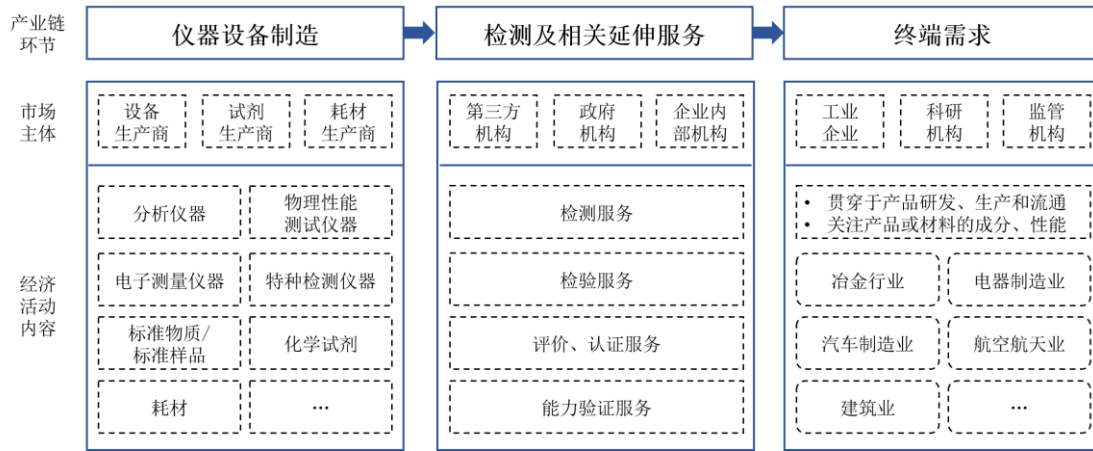 产业链
环节
仪器设备制造
检测及相关延伸服务
终端需求
市场
主体
设备
生产商
试剂
生产商
耗材
生产商
第三方
机构
政府
机构
企业内
部机构
工业
企业
科研
机构
监管
机构
经济
活动
内容
分析仪器
物理性能
测试仪器
电子测量仪器
特种检测仪器
标准物质/
标准样品
化学试剂
耗材
…
检测服务
检验服务
评价、认证服务
能力验证服务
• 贯穿于产品研发、生产和流通
• 关注产品或材料的成分、性能
冶金行业
电器制造业
汽车制造业
航空航天业
建筑业
…